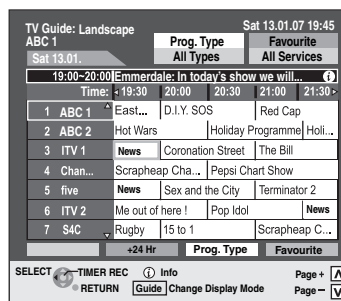 TV Guide: Landscape Sat 13.01.07 19:45
ABC 1 Prog. Type Favourite
Sat 13.01. All Types All Services
19:00~20:00 Emmerdale: In today's show we will... i
Time: 19:30 20:00 20:30 21:00 21:30
1 ABC 1 East... D.I.Y. SOS Red Cap
2 ABC 2 Hot Wars Holiday Programme Holi...
3 ITV 1 News Coronation Street The Bill
4 Chan... Scrapheap Cha... Pepsi Chart Show
5 five News Sex and the City Terminator 2
6 ITV 2 Me out of here ! Pop Idol News
7 S4C Rugby 15 to 1 Scrapheap C...
+24 Hr Prog. Type Favourite
SELECT TIMER REC i Info Page +
RETURN Guide Change Display Mode Page −